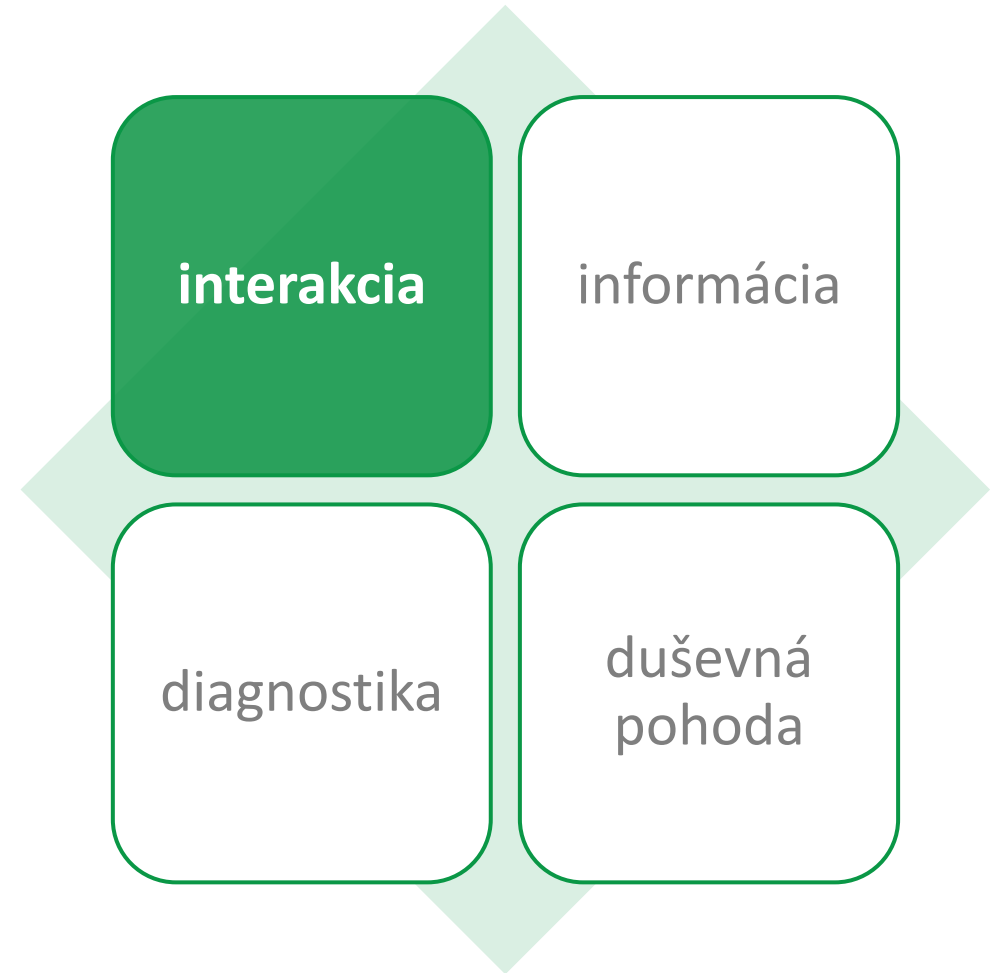 interakcia
informácia
diagnostika
duševná
pohoda